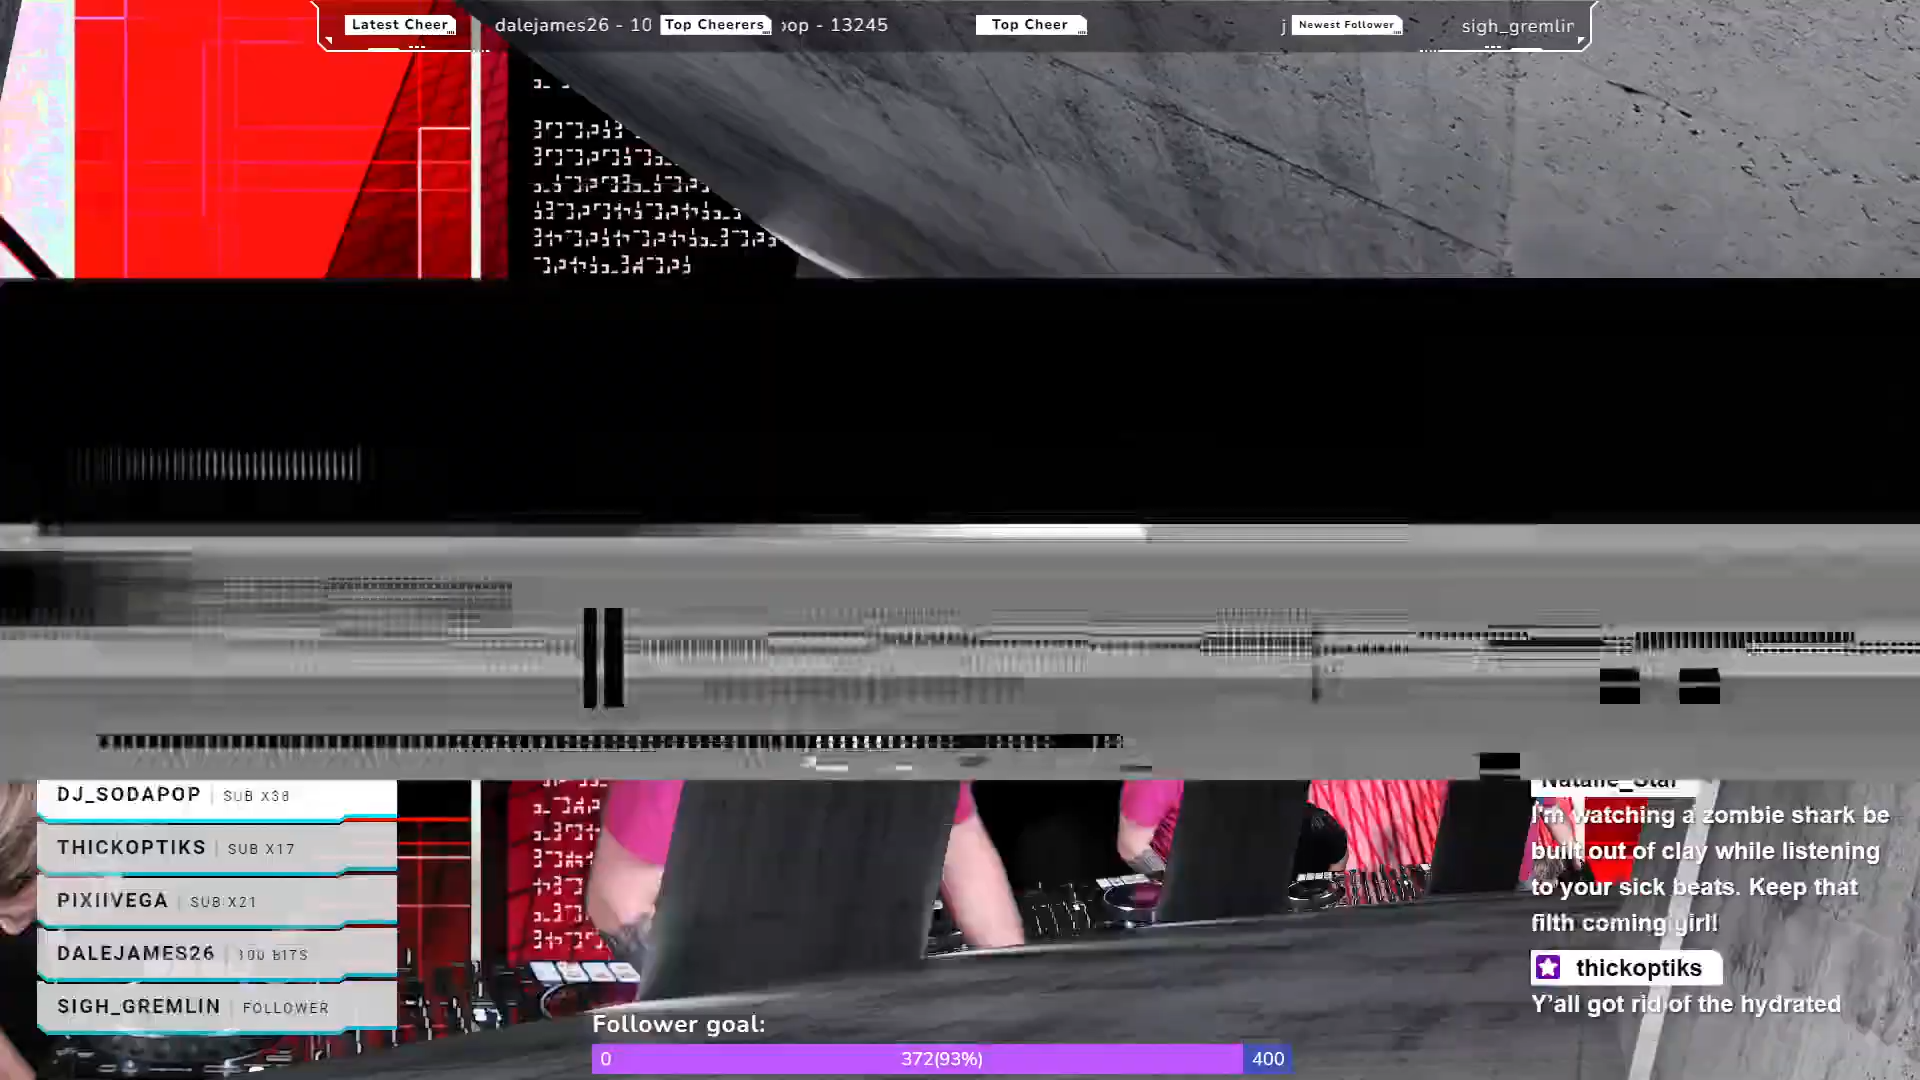 Latest Cheer
dalejames26 - 10
Top Cheerers
oop - 13245
Top Cheer
j
Newest Follower
sigh_gremlin
DJ_SODAPOP | SUB X38
THICKOPTIKS | SUB X17
PIXIIVEGA | SUB X21
DALEJAMES26 | 100 BITS
SIGH_GREMLIN | FOLLOWER
Natalie_Star
I'm watching a zombie shark be
built out of clay while listening
to your sick beats. Keep that
filth coming girl!
thickoptiks
Y'all got rid of the hydrated
Follower goal:
0
372(93%)
400